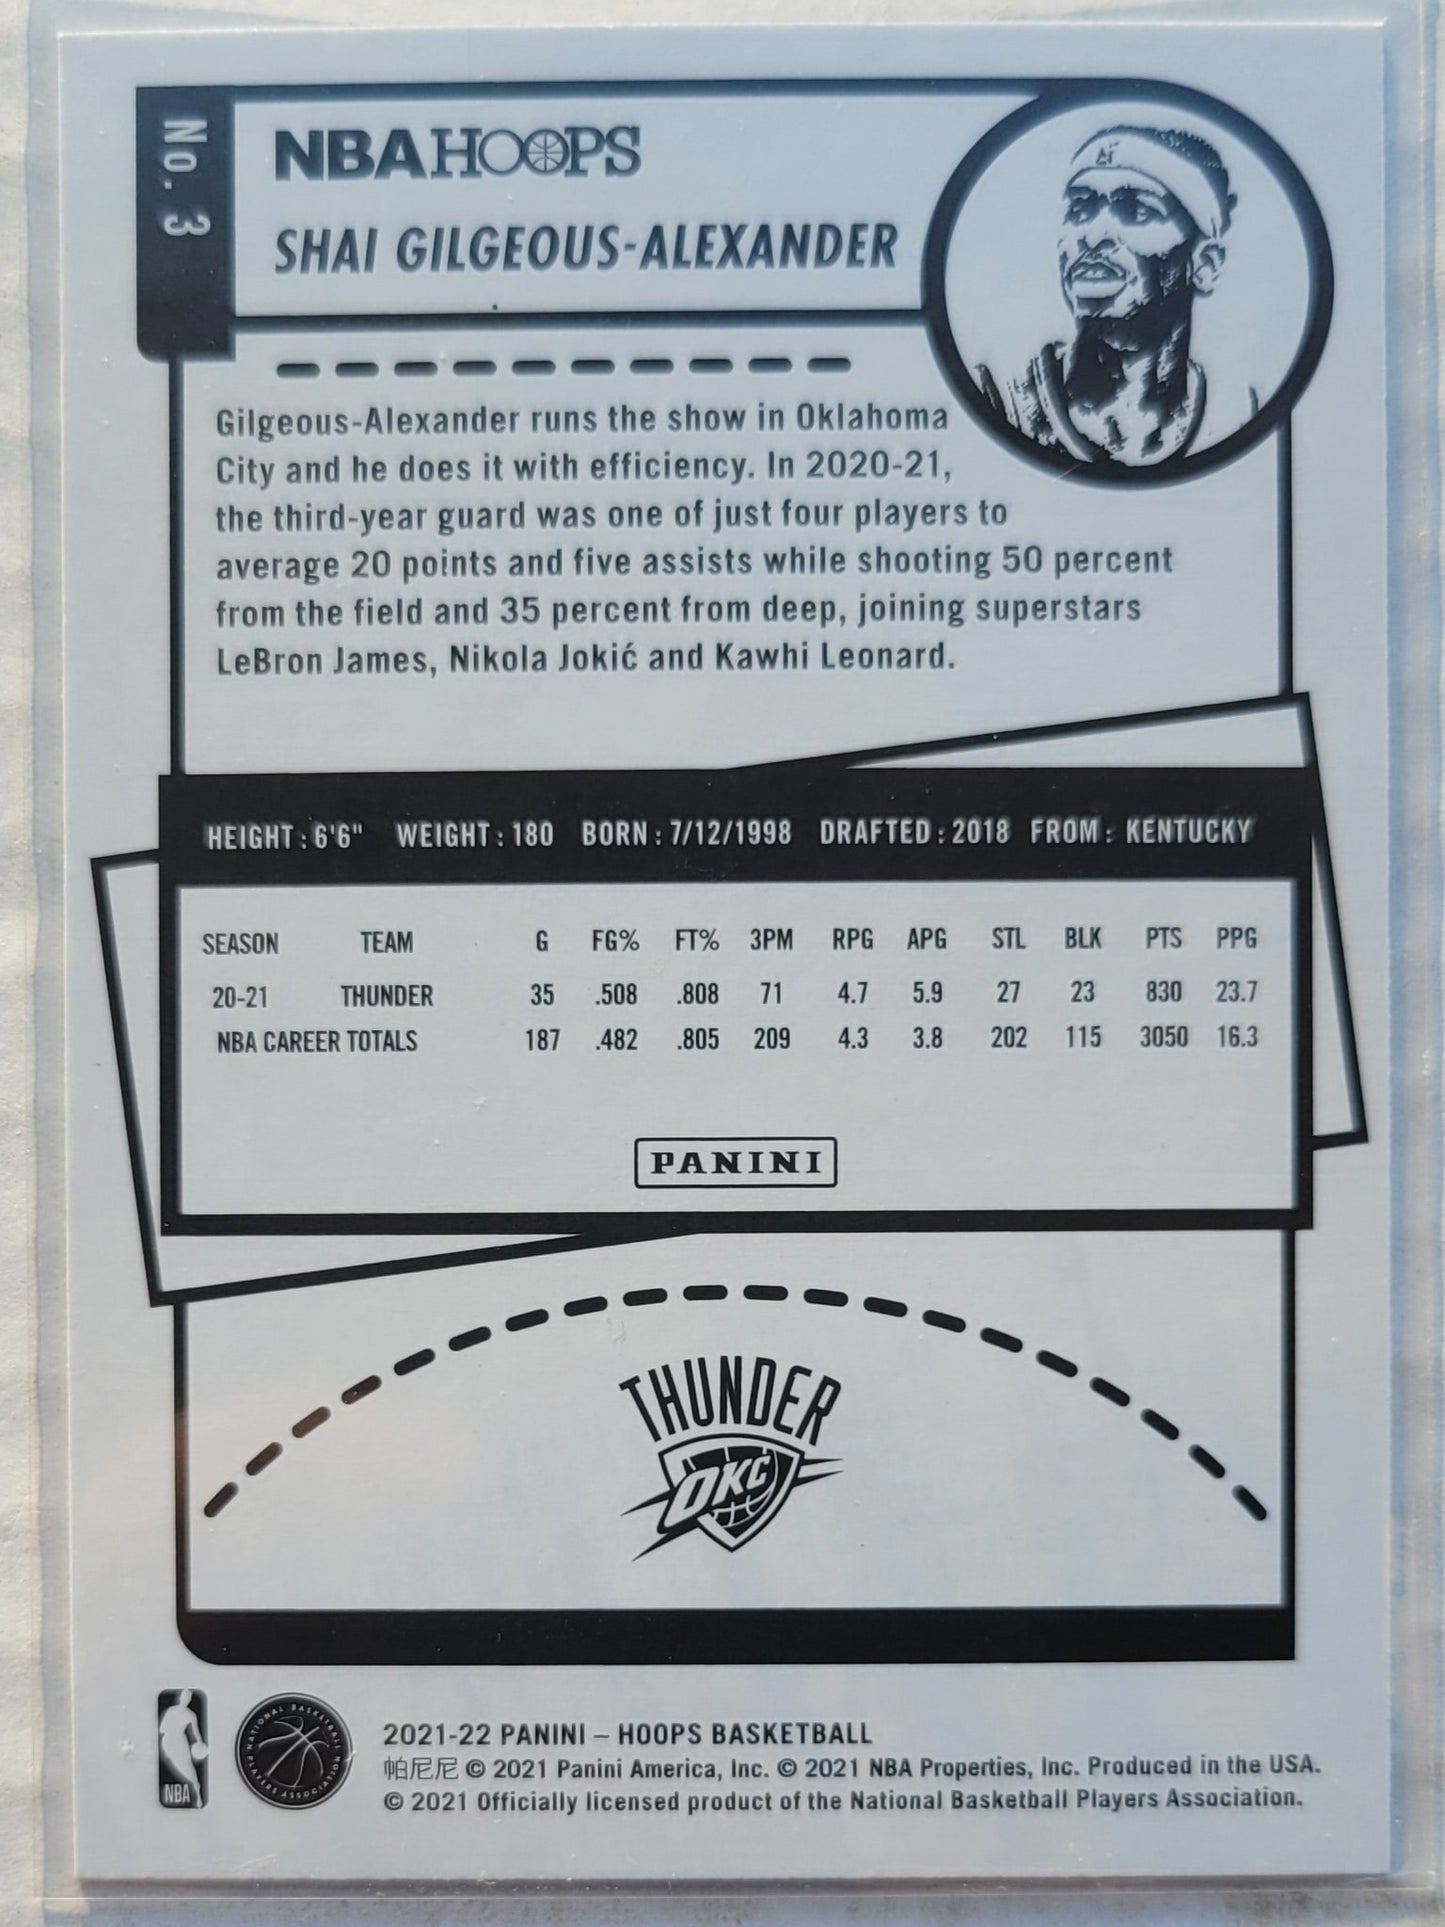 No. 3
NBA HOOPS
SHAI GILGEOUS-ALEXANDER
Gilgeous-Alexander runs the show in Oklahoma
City and he does it with efficiency. In 2020-21,
the third-year guard was one of just four players to
average 20 points and five assists while shooting 50 percent
from the field and 35 percent from deep, joining superstars
LeBron James, Nikola Jokić and Kawhi Leonard.
HEIGHT: 6'6" WEIGHT: 180 BORN: 7/12/1998 DRAFTED: 2018 FROM: KENTUCKY
SEASON TEAM G FG% FT% 3PM RPG APG STL BLK PTS PPG
20-21 THUNDER 35 .508 .808 71 4.7 5.9 27 23 830 23.7
NBA CAREER TOTALS 187 .482 .805 209 4.3 3.8 202 115 3050 16.3
PANINI
THUNDER
OKC
NBA
NATIONAL BASKETBALL PLAYERS ASSOCIATION
2021-22 PANINI – HOOPS BASKETBALL
帕尼尼 © 2021 Panini America, Inc. © 2021 NBA Properties, Inc. Produced in the USA.
© 2021 Officially licensed product of the National Basketball Players Association.